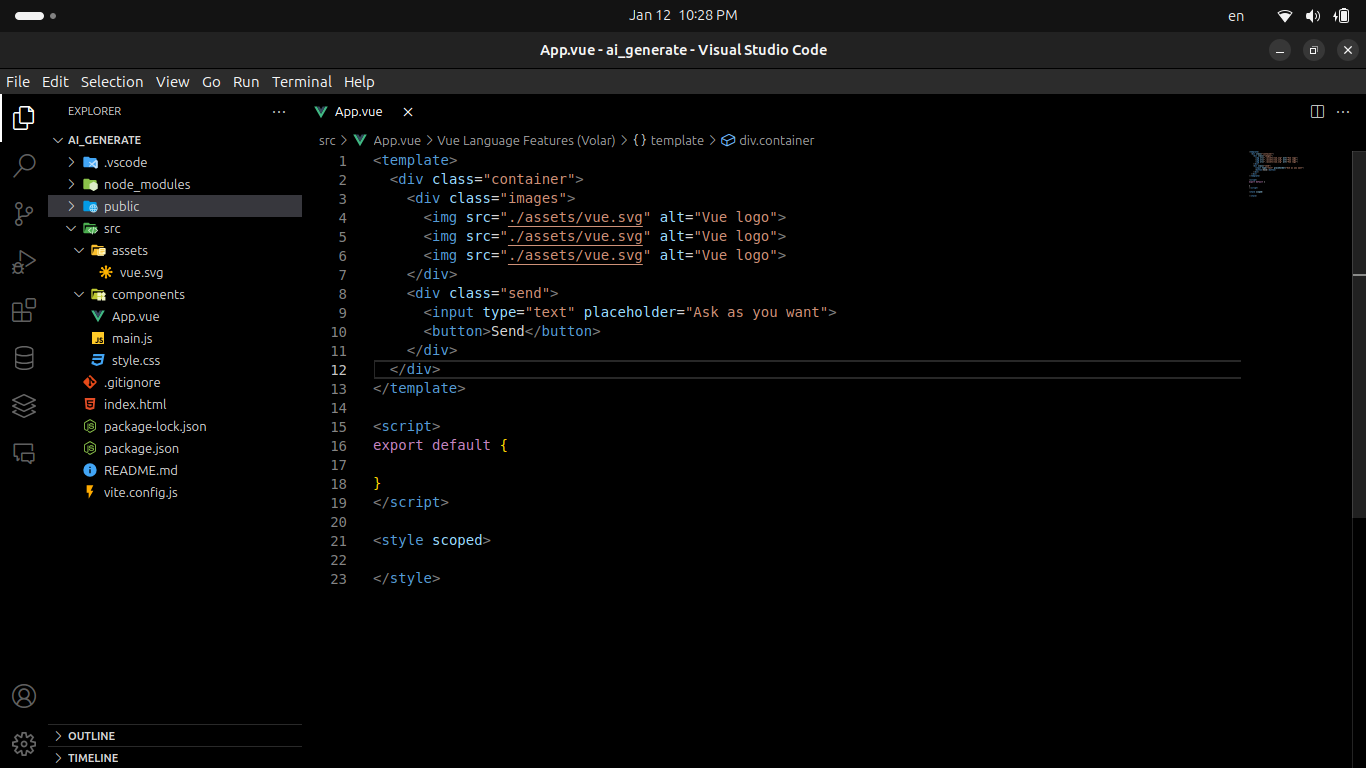 Jan 12 10:28 PM
en
App.vue - ai_generate - Visual Studio Code
File Edit Selection View Go Run Terminal Help
EXPLORER
AI_GENERATE
.vscode
node_modules
public
src
assets
vue.svg
components
App.vue
main.js
style.css
.gitignore
index.html
package-lock.json
package.json
README.md
vite.config.js
OUTLINE
TIMELINE
App.vue
src > App.vue > Vue Language Features (Volar) > {} template > div.container
1 <template>
2 <div class="container">
3 <div class="images">
4 <img src="./assets/vue.svg" alt="Vue logo">
5 <img src="./assets/vue.svg" alt="Vue logo">
6 <img src="./assets/vue.svg" alt="Vue logo">
7 </div>
8 <div class="send">
9 <input type="text" placeholder="Ask as you want">
10 <button>Send</button>
11 </div>
12 </div>
13 </template>
14
15 <script>
16 export default {
17
18 }
19 </script>
20
21 <style scoped>
22
23 </style>